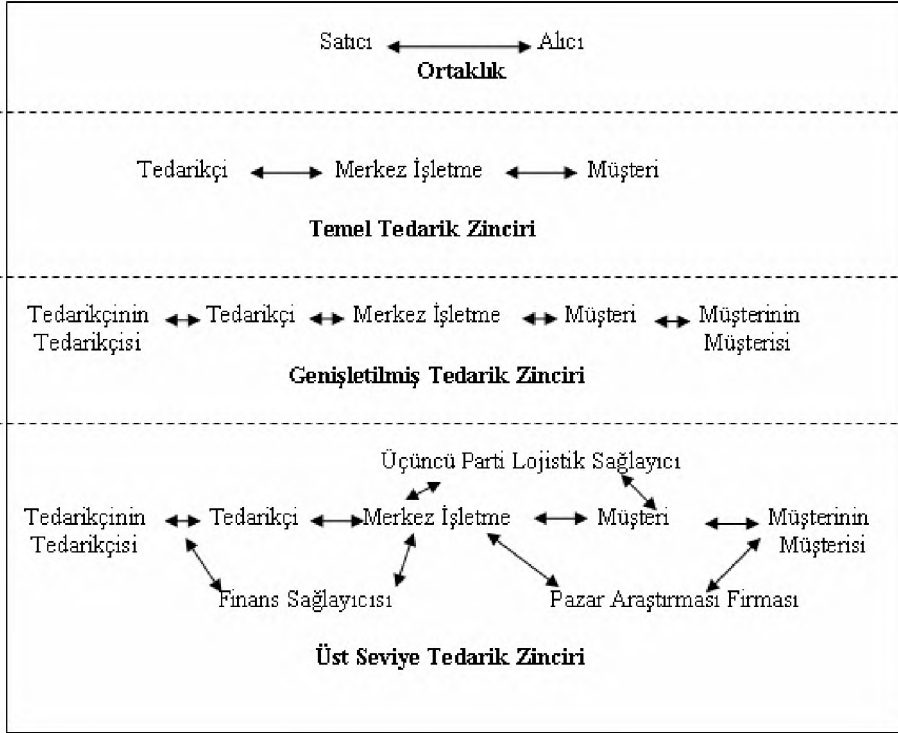 Satıcı Alıcı
Ortaklık
Tedarikçi Merkez İşletme Müşteri
Temel Tedarik Zinciri
Tedarikçinin Tedarikçi Merkez İşletme Müşteri Müşterinin
Tedarikçisi Müşterisi
Genişletilmiş Tedarik Zinciri
Üçüncü Parti Lojistik Sağlayıcı
Tedarikçinin Tedarikçi Merkez İşletme Müşteri Müşterinin
Tedarikçisi Müşterisi
Finans Sağlayıcısı Pazar Araştırması Firması
Üst Seviye Tedarik Zinciri